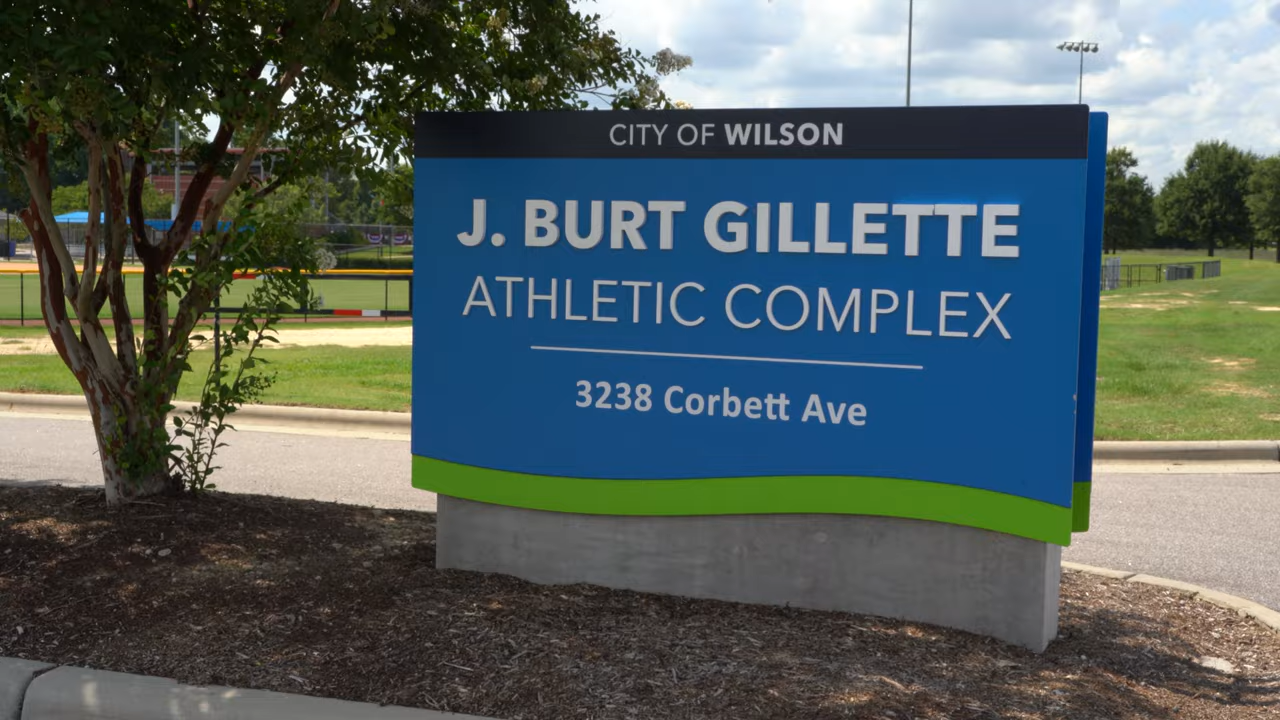 CITY OF WILSON
J. BURT GILLETTE
ATHLETIC COMPLEX
3238 Corbett Ave